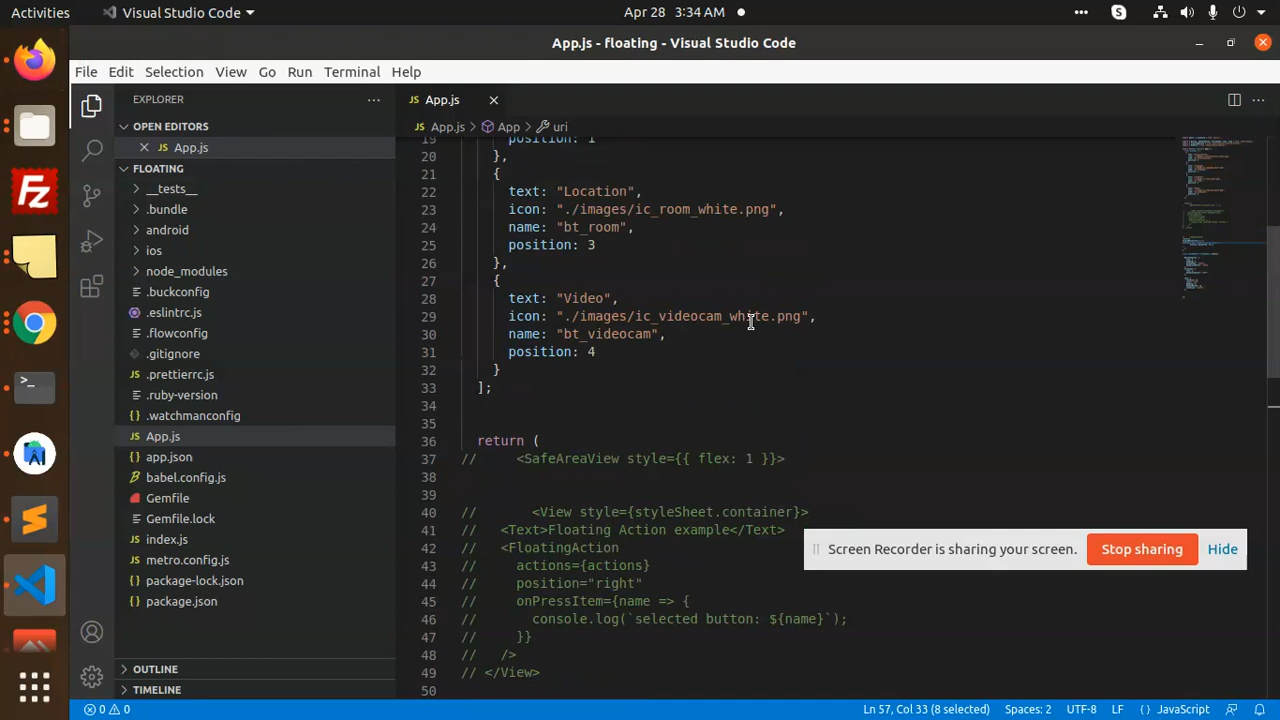 Activities
Visual Studio Code
Apr 28 3:34 AM
App.js - floating - Visual Studio Code
File Edit Selection View Go Run Terminal Help
EXPLORER
OPEN EDITORS
App.js
FLOATING
__tests__
.bundle
android
ios
node_modules
.buckconfig
.eslintrc.js
.flowconfig
.gitignore
.prettierrc.js
.ruby-version
.watchmanconfig
App.js
app.json
babel.config.js
Gemfile
Gemfile.lock
index.js
metro.config.js
package-lock.json
package.json
OUTLINE
TIMELINE
App.js
App.js > App > uri
19 position: 1
20 },
21 {
22 text: "Location",
23 icon: "./images/ic_room_white.png",
24 name: "bt_room",
25 position: 3
26 },
27 {
28 text: "Video",
29 icon: "./images/ic_videocam_white.png",
30 name: "bt_videocam",
31 position: 4
32 }
33 ];
34
35
36 return (
37 // <SafeAreaView style={{ flex: 1 }}>
38
39
40 // <View style={styleSheet.container}>
41 // <Text>Floating Action example</Text>
42 // <FloatingAction
43 // actions={actions}
44 // position="right"
45 // onPressItem={name => {
46 // console.log(`selected button: ${name}`);
47 // }}
48 // />
49 // </View>
50
Screen Recorder is sharing your screen. Stop sharing Hide
0 0 Ln 57, Col 33 (8 selected) Spaces: 2 UTF-8 LF {} JavaScript